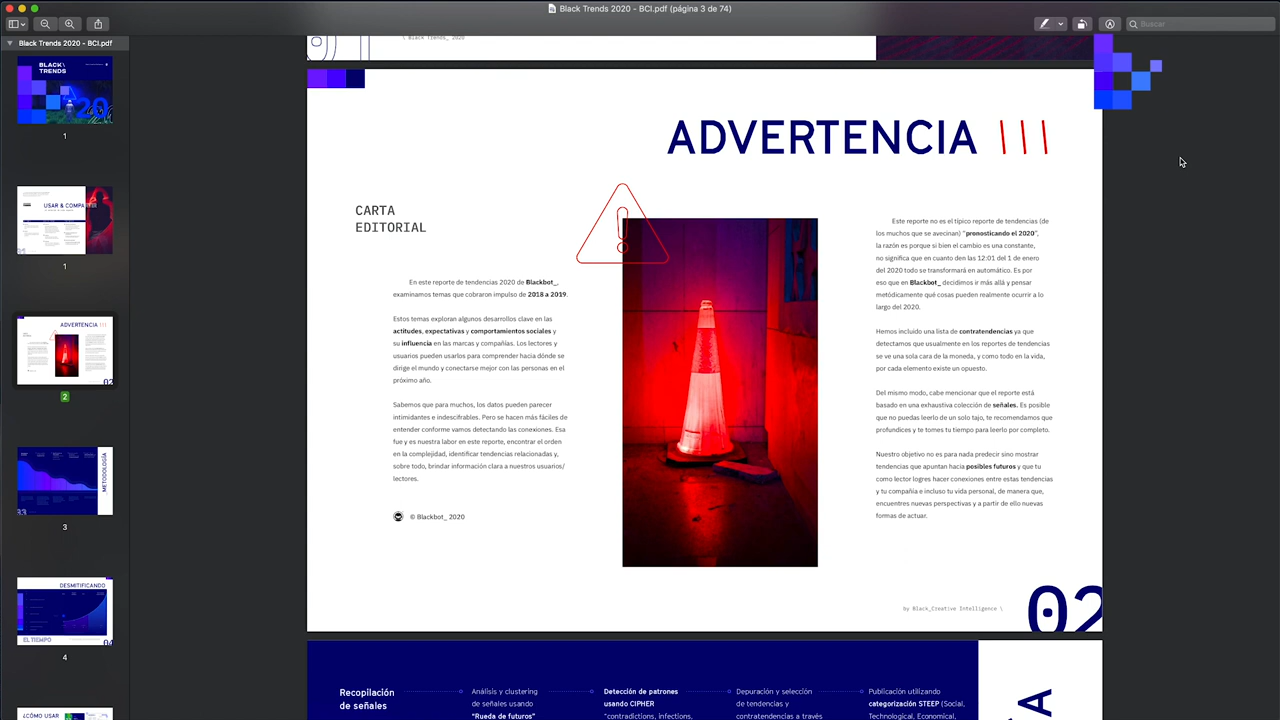 Black Trends 2020 - BCI.pdf (página 3 de 74)
Buscar
Black Trends 2020 - BCI.pdf
BLACK\
TRENDS
1
USAR & COMPA
1
ADVERTENCIA
02
2
_METODOLOGÍA
03
3
DESMITIFICANDO
EL TIEMPO
04
4
¿CÓMO USAR
\ Black Trends_ 2020
ADVERTENCIA \\\
CARTA
EDITORIAL
En este reporte de tendencias 2020 de Blackbot_,
examinamos temas que cobraron impulso de 2018 a 2019.
Estos temas exploran algunos desarrollos clave en las
actitudes, expectativas y comportamientos sociales y
su influencia en las marcas y compañías. Los lectores y
usuarios pueden usarlos para comprender hacia dónde se
dirige el mundo y conectarse mejor con las personas en el
próximo año.
Sabemos que para muchos, los datos pueden parecer
intimidantes e indescifrables. Pero se hacen más fáciles de
entender conforme vamos detectando las conexiones. Esa
fue y es nuestra labor en este reporte, encontrar el orden
en la complejidad, identificar tendencias relacionadas y,
sobre todo, brindar información clara a nuestros usuarios/
lectores.
© Blackbot_ 2020
Este reporte no es el típico reporte de tendencias (de
los muchos que se avecinan) "pronosticando el 2020",
la razón es porque si bien el cambio es una constante,
no significa que en cuanto den las 12:01 del 1 de enero
del 2020 todo se transformará en automático. Es por
eso que en Blackbot_ decidimos ir más allá y pensar
metódicamente qué cosas pueden realmente ocurrir a lo
largo del 2020.
Hemos incluido una lista de contratendencias ya que
detectamos que usualmente en los reportes de tendencias
se ve una sola cara de la moneda, y como todo en la vida,
por cada elemento existe un opuesto.
Del mismo modo, cabe mencionar que el reporte está
basado en una exhaustiva colección de señales. Es posible
que no puedas leerlo de un solo tajo, te recomendamos que
profundices y te tomes tu tiempo para leerlo por completo.
Nuestro objetivo no es para nada predecir sino mostrar
tendencias que apuntan hacia posibles futuros y que tu
como lector logres hacer conexiones entre estas tendencias
y tu compañía e incluso tu vida personal, de manera que,
encuentres nuevas perspectivas y a partir de ello nuevas
formas de actuar.
by Black_Creative Intelligence \
02
Recopilación
de señales
Análisis y clustering
de señales usando
"Rueda de futuros"
Detección de patrones
usando CIPHER
"contradictions, infections,
Depuración y selección
de tendencias y
contratendencias a través
Publicación utilizando
categorización STEEP (Social,
Technological, Economical,